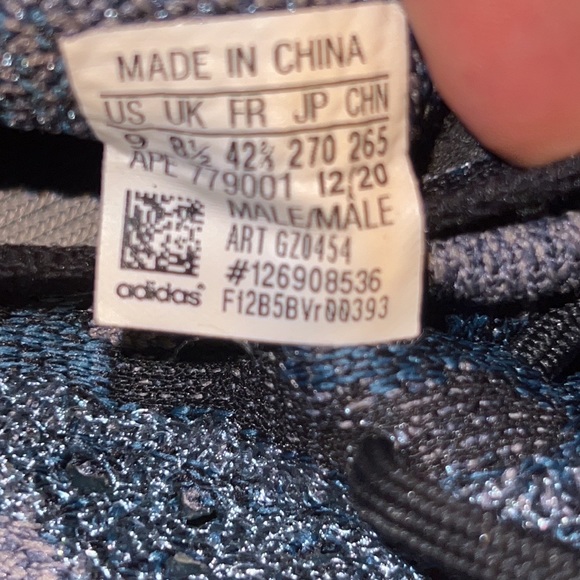 MADE IN CHINA
US UK FR JP CHN
9 8½ 42⅔ 270 265
APE 779001 12/20
MALE/MÂLE
ART GZ0454
#126908536
adidas F12B5BVr00393